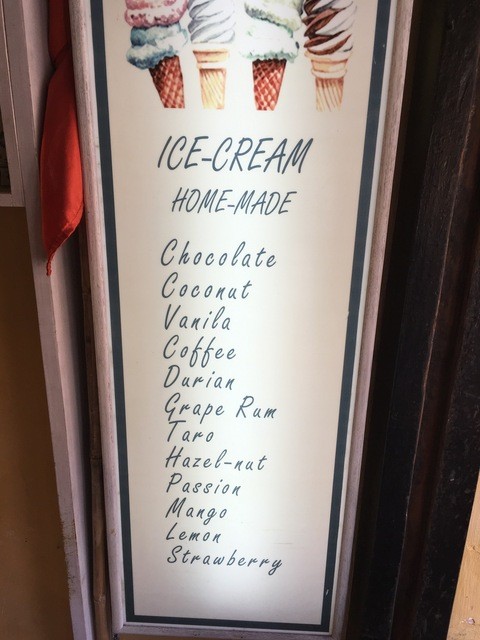 ICE-CREAM
HOME-MADE
Chocolate
Coconut
Vanila
Coffee
Durian
Grape Rum
Taro
Hazel-nut
Passion
Mango
Lemon
Strawberry